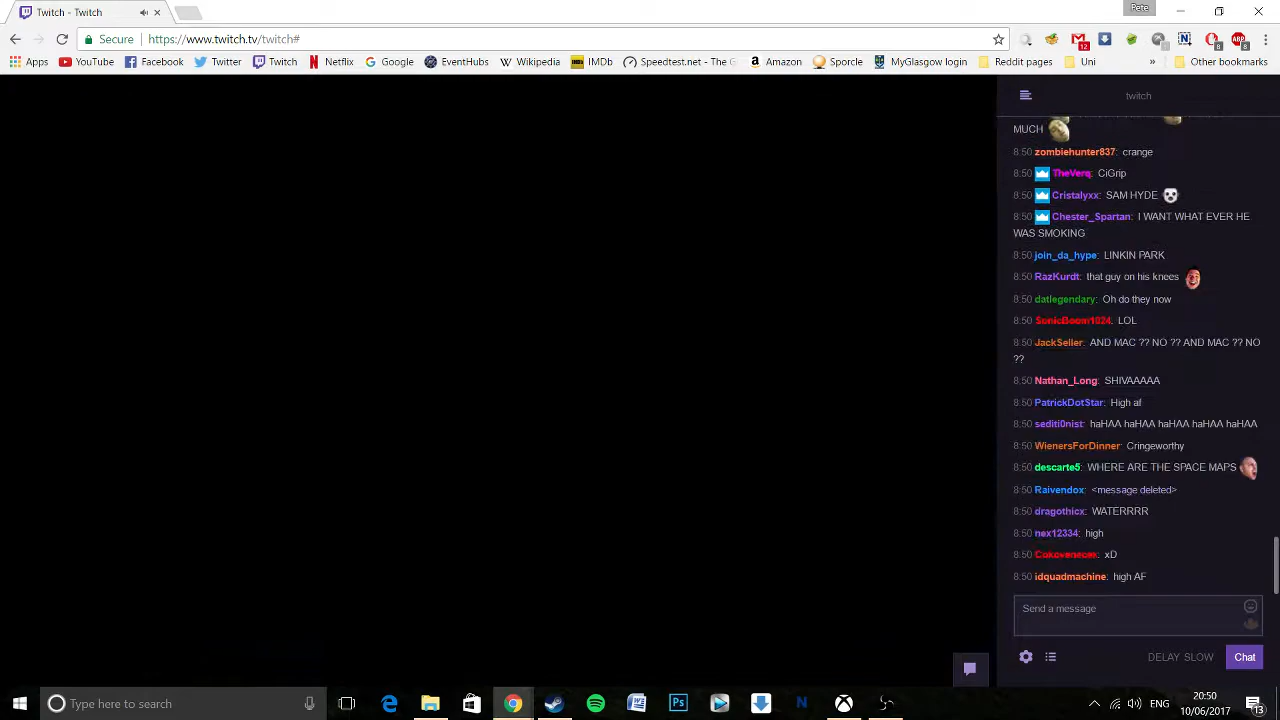 Twitch - Twitch
Pete
Secure https://www.twitch.tv/twitch#
12
8
8
Apps YouTube Facebook Twitter Twitch Netflix Google EventHubs Wikipedia IMDb Speedtest.net - The G Amazon Sporcle MyGlasgow login Reddit pages Uni » Other bookmarks
twitch
MUCH
8:50 zombiehunter837: crange
8:50 TheVerq: CiGrip
8:50 Cristalyxx: SAM HYDE
8:50 Chester_Spartan: I WANT WHAT EVER HE
WAS SMOKING
8:50 join_da_hype: LINKIN PARK
8:50 RazKurdt: that guy on his knees
8:50 datlegendary: Oh do they now
8:50 SonicBoom1024: LOL
8:50 JackSeller: AND MAC ?? NO ?? AND MAC ?? NO
??
8:50 Nathan_Long: SHIVAAAAA
8:50 PatrickDotStar: High af
8:50 sediti0nist: haHAA haHAA haHAA haHAA haHAA
8:50 WienersForDinner: Cringeworthy
8:50 descarte5: WHERE ARE THE SPACE MAPS
8:50 Raivendox: <message deleted>
8:50 dragothicx: WATERRRR
8:50 nex12334: high
8:50 xD
8:50 idquadmachine: high AF
Send a message
DELAY SLOW Chat
Type here to search
Ps
N
ENG
20:50
10/06/2017
13